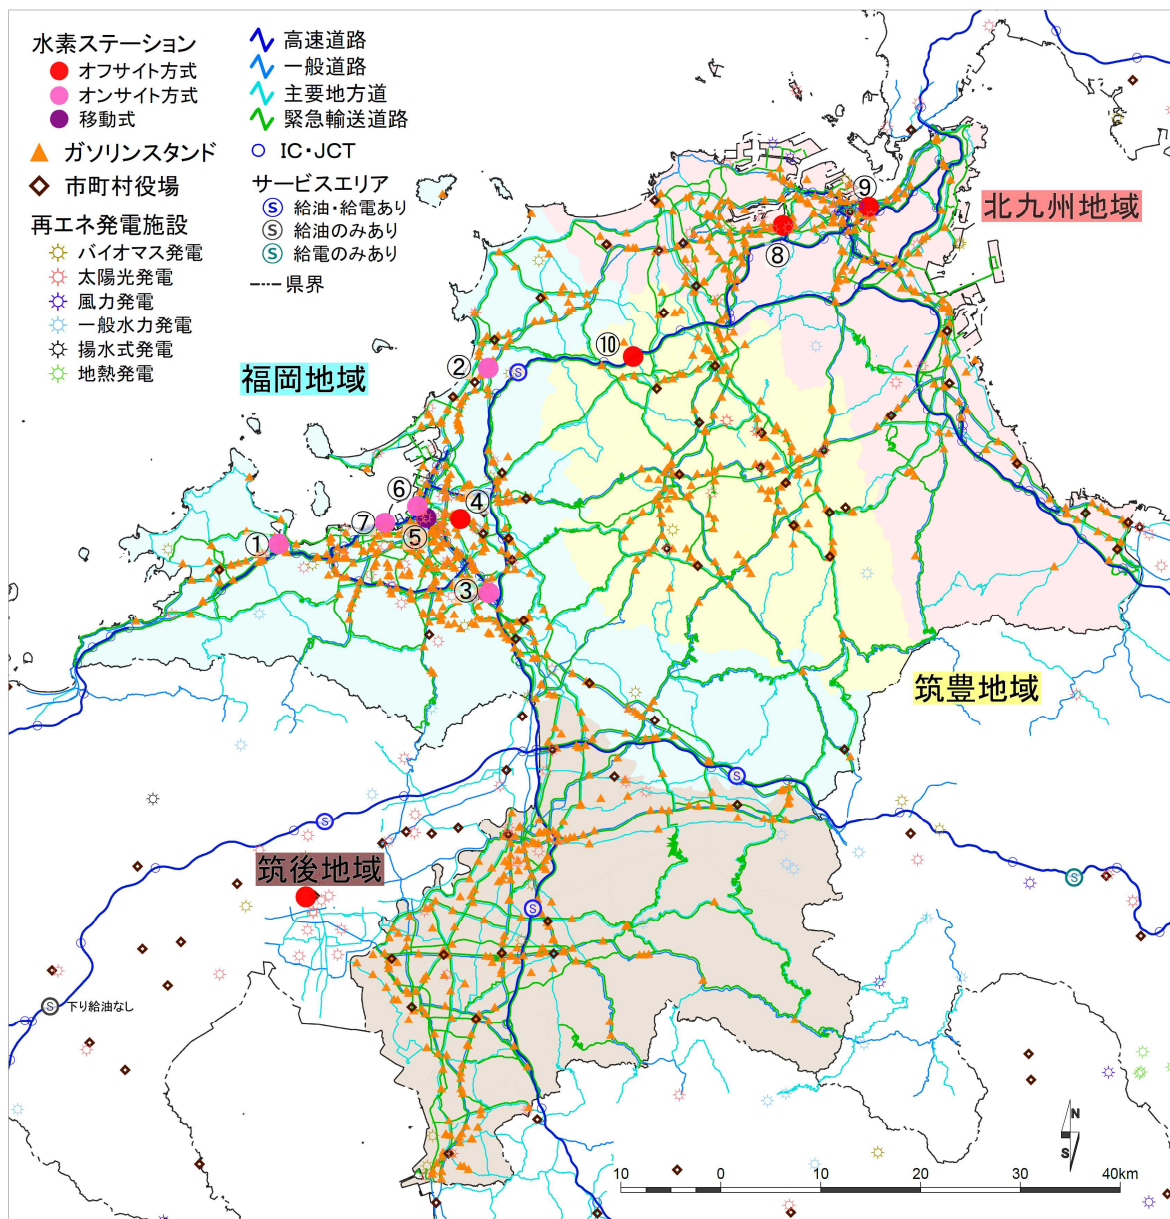 水素ステーション
オフサイト方式
オンサイト方式
移動式
ガソリンスタンド
市町村役場
再エネ発電施設
バイオマス発電
太陽光発電
風力発電
一般水力発電
揚水式発電
地熱発電
高速道路
一般道路
主要地方道
緊急輸送道路
IC・JCT
サービスエリア
S 給油・給電あり
S 給油のみあり
S 給電のみあり
県界
北九州地域
⑨
⑧
⑩
②
S
福岡地域
⑥
④
⑦
⑤
①
③
筑豊地域
S
S
筑後地域
S
S
S 下り給油なし
N
S
10 0 10 20 30 40km